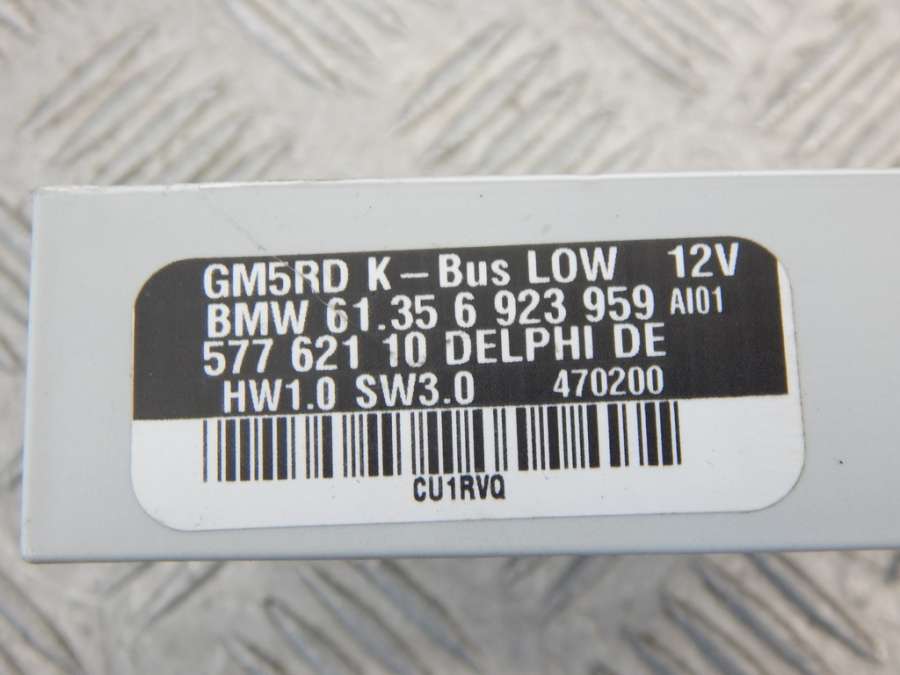 GM5RD K-Bus LOW 12V
BMW 61.35 6 923 959 AI01
577 621 10 DELPHI DE
HW1.0 SW3.0 470200
CU1RVQ